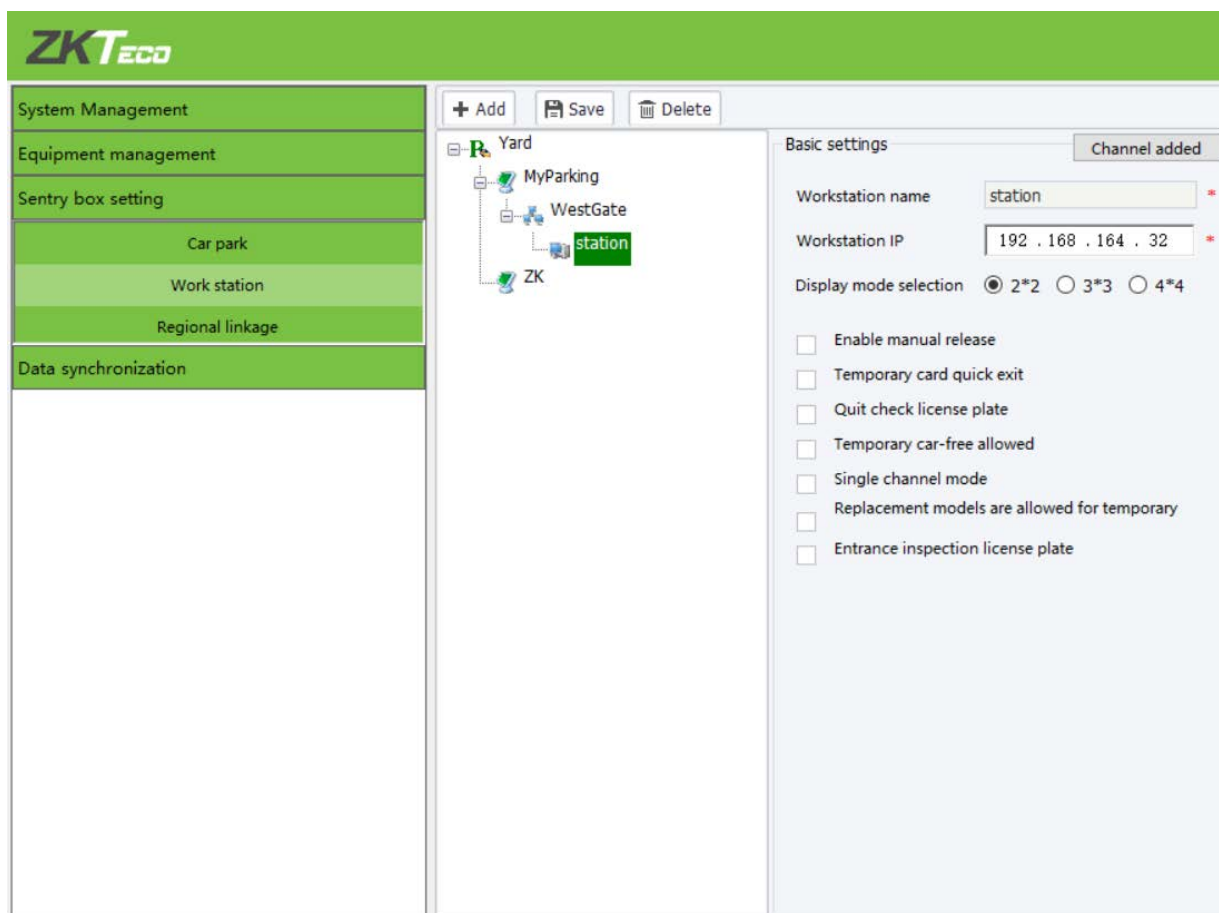 ZKTECO
System Management
Equipment management
Sentry box setting
Car park
Work station
Regional linkage
Data synchronization
Add
Save
Delete
Yard
MyParking
WestGate
station
ZK
Basic settings
Channel added
Workstation name
station
*
Workstation IP
192 . 168 . 164 . 32
*
Display mode selection
2*2
3*3
4*4
Enable manual release
Temporary card quick exit
Quit check license plate
Temporary car-free allowed
Single channel mode
Replacement models are allowed for temporary
Entrance inspection license plate